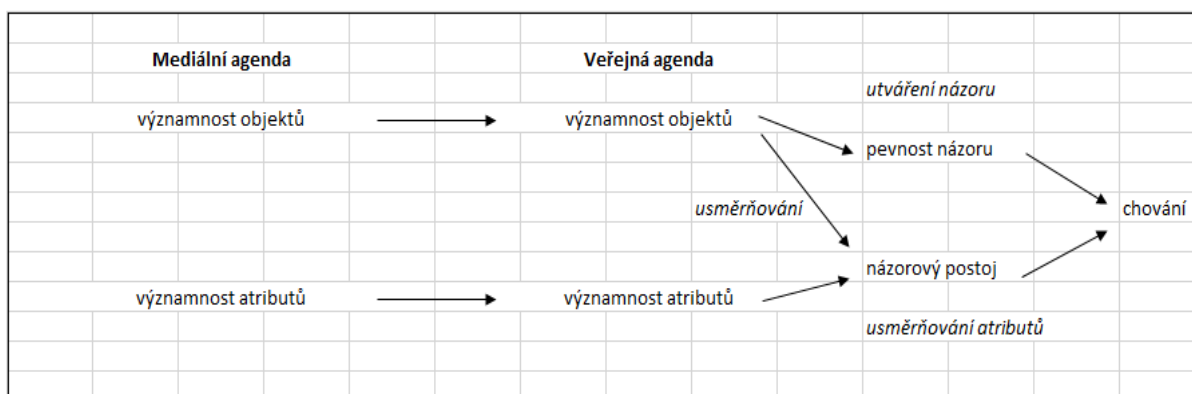 Mediální agenda
Veřejná agenda
utváření názoru
významnost objektů
významnost objektů
pevnost názoru
usměrňování
chování
názorový postoj
významnost atributů
významnost atributů
usměrňování atributů